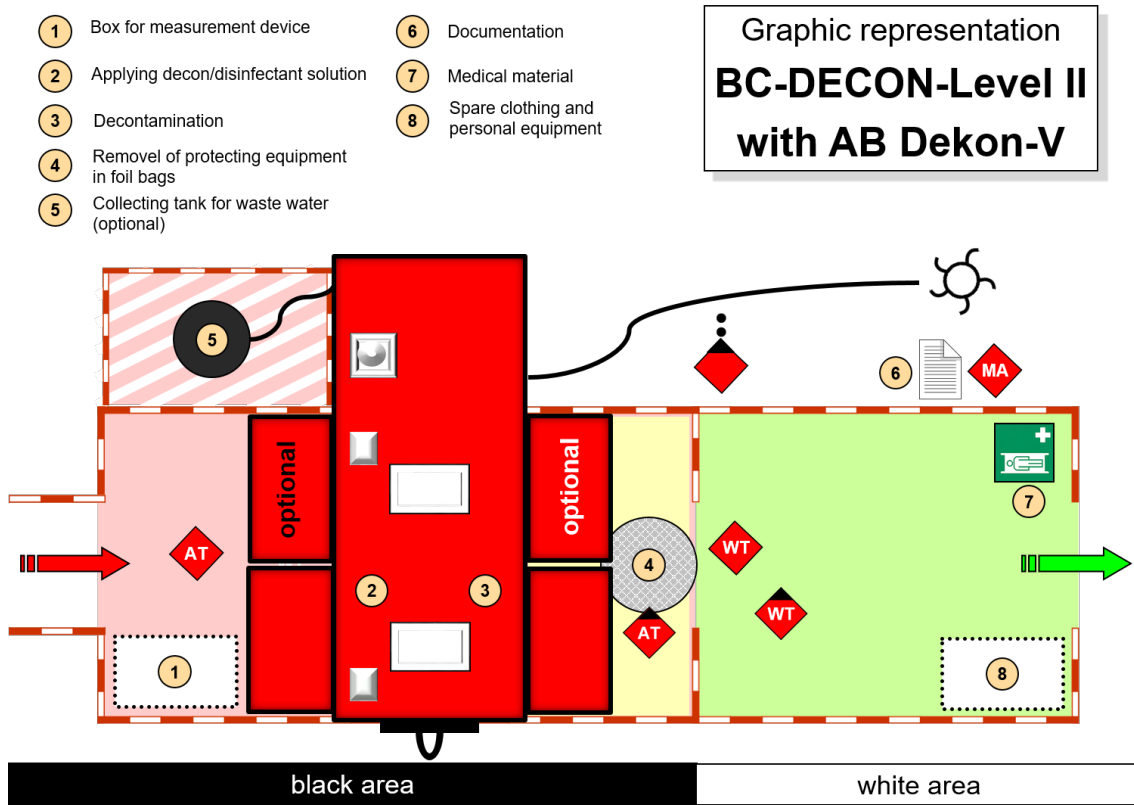 1 Box for measurement device
2 Applying decon/disinfectant solution
3 Decontamination
4 Removel of protecting equipment
in foil bags
5 Collecting tank for waste water
(optional)
6 Documentation
7 Medical material
8 Spare clothing and
personal equipment
Graphic representation
BC-DECON-Level II
with AB Dekon-V
5
6
MA
optional
optional
7
AT
WT
4
2
3
WT
AT
1
8
black area
white area